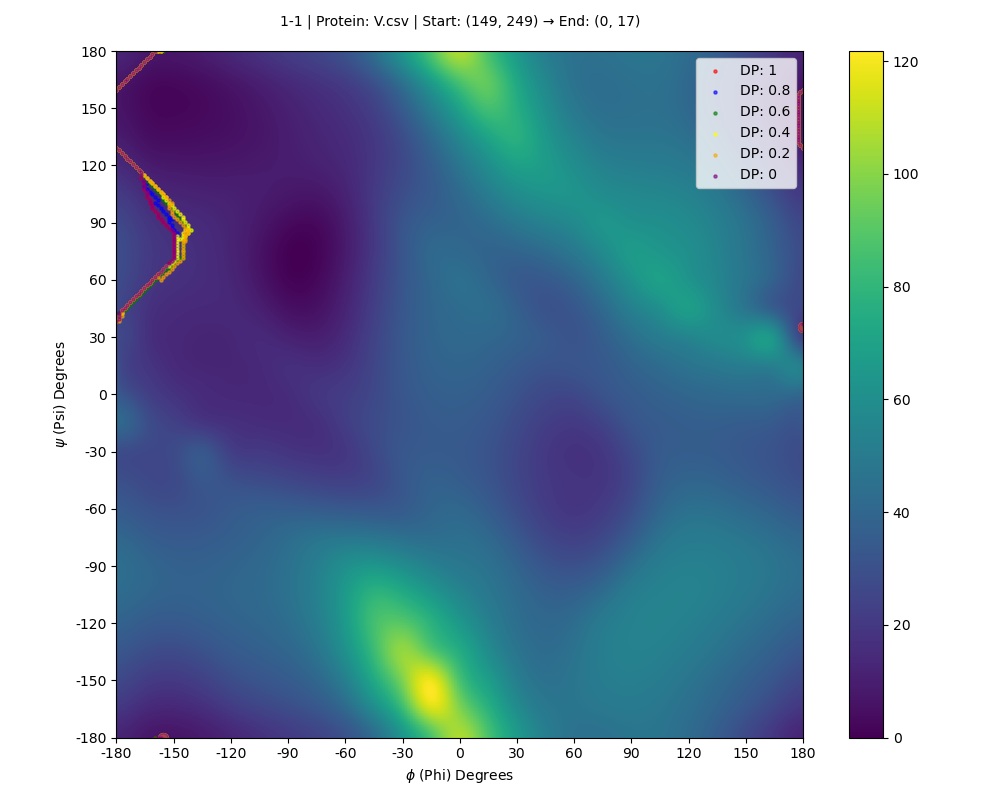 1-1 | Protein: V.csv | Start: (149, 249) → End: (0, 17)
DP: 1
DP: 0.8
DP: 0.6
DP: 0.4
DP: 0.2
DP: 0
180
150
120
90
60
30
0
-30
-60
-90
-120
-150
-180
ψ (Psi) Degrees
-180 -150 -120 -90 -60 -30 0 30 60 90 120 150 180
ϕ (Phi) Degrees
120
100
80
60
40
20
0